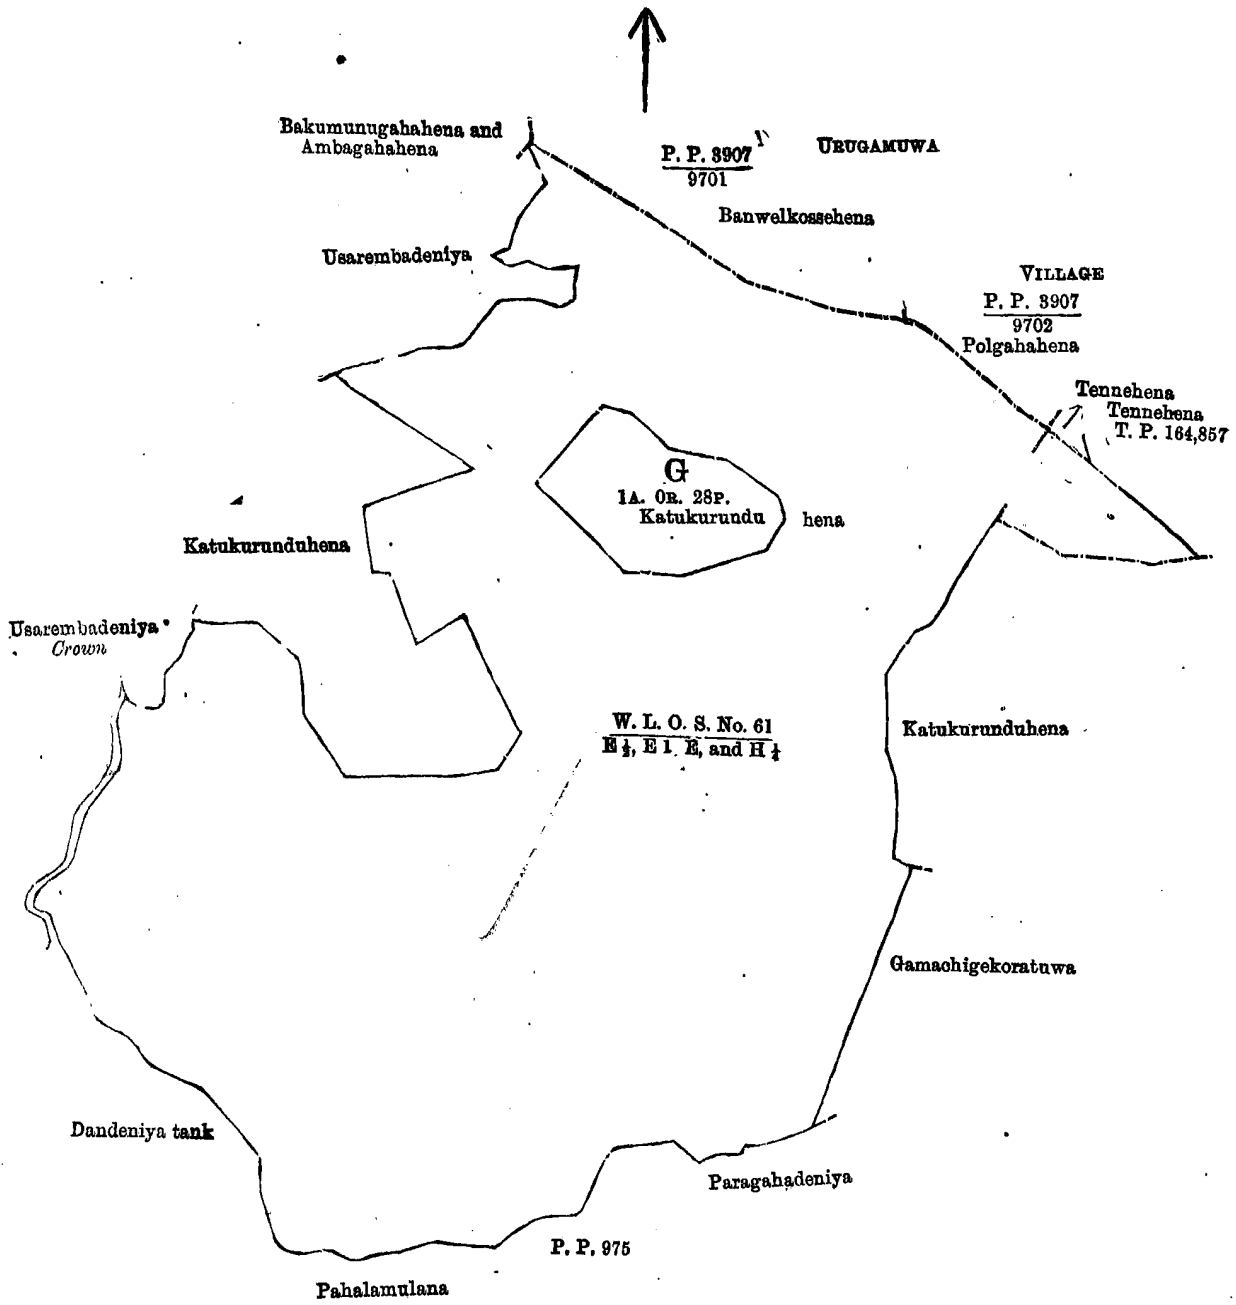 Bakumunugahahena and
Ambagahahena
P. P. 3907
9701
URUGAMUWA
Banwelkossehena
Usarembadeniya
VILLAGE
P. P. 3907
9702
Polgahahena
Tennehena
Tennehena
T. P. 164,857
G
1A. 0R. 28P.
Katukurundu hena
Katukurunduhena
Usarembadeniya
Crown
W. L. O. S. No. 61
E ½, E 1, E, and H ¼
Katukurunduhena
Gamachigekoratuwa
Dandeniya tank
Paragahadeniya
P. P. 975
Pahalamulana